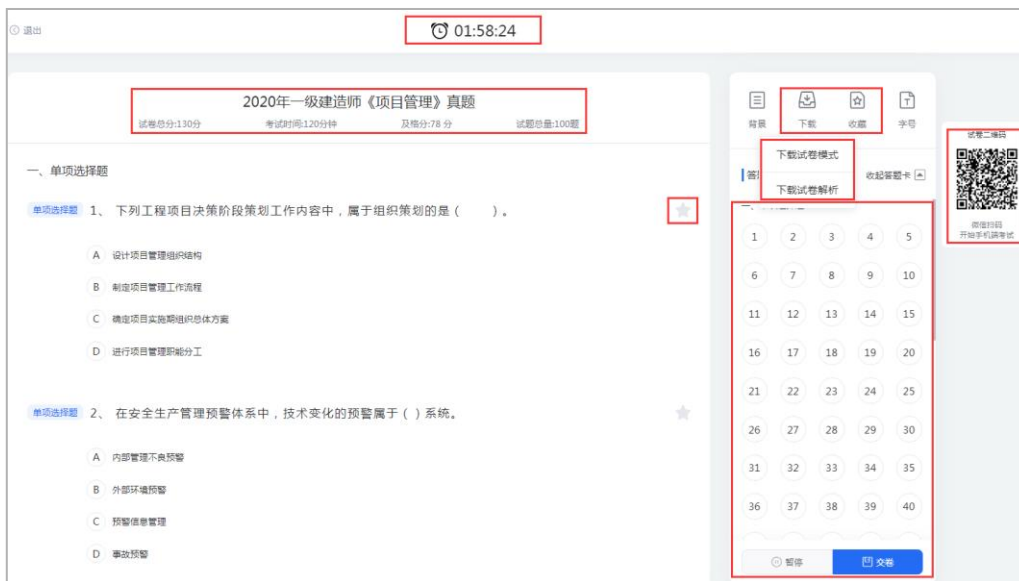 退出
01:58:24
2020年一级建造师《项目管理》真题
试卷总分:130分 考试时间:120分钟 及格分:78 分 试题总量:100题
一、单项选择题
单项选择题 1、 下列工程项目决策阶段策划工作内容中，属于组织策划的是（ ）。
A 设计项目管理组织结构
B 制定项目管理工作流程
C 确定项目实施期组织总体方案
D 进行项目管理职能分工
单项选择题 2、 在安全生产管理预警体系中，技术变化的预警属于（ ）系统。
A 内部管理不良预警
B 外部环境预警
C 预警信息管理
D 事故预警
背景 下载 收藏 字号
下载试卷模式
下载试卷解析
收起答题卡
1 2 3 4 5
6 7 8 9 10
11 12 13 14 15
16 17 18 19 20
21 22 23 24 25
26 27 28 29 30
31 32 33 34 35
36 37 38 39 40
暂停 交卷
试卷二维码
微信扫码
开始手机端考试